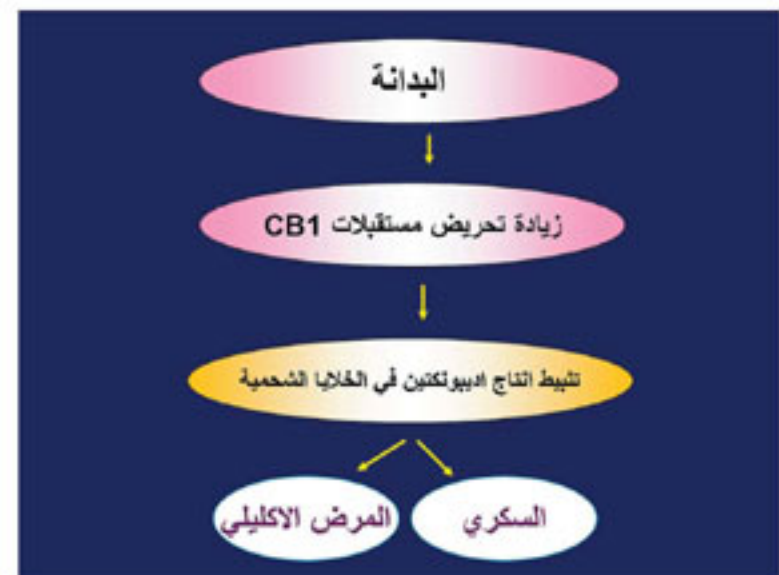 البدانة
زيادة تحريض مستقبلات CB1
تثبيط انتاج اديبونكتين في الخلايا الشحمية
السكري
المرض الاكليلي